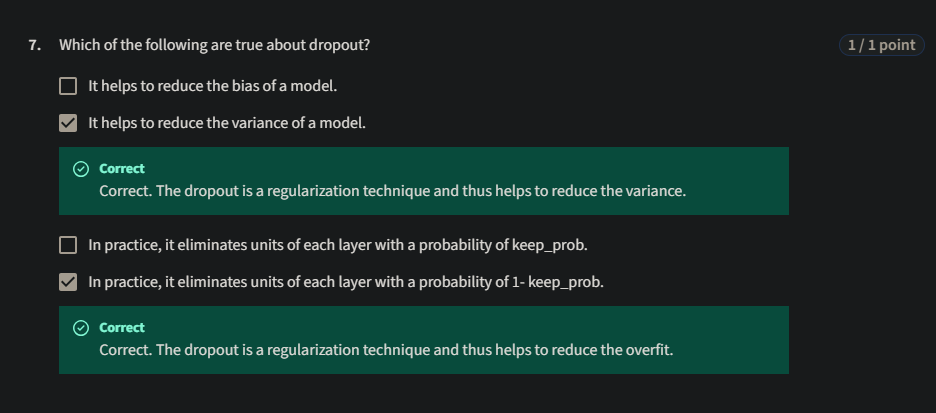 7. Which of the following are true about dropout? 1 / 1 point
It helps to reduce the bias of a model.
It helps to reduce the variance of a model.
Correct
Correct. The dropout is a regularization technique and thus helps to reduce the variance.
In practice, it eliminates units of each layer with a probability of keep_prob.
In practice, it eliminates units of each layer with a probability of 1- keep_prob.
Correct
Correct. The dropout is a regularization technique and thus helps to reduce the overfit.